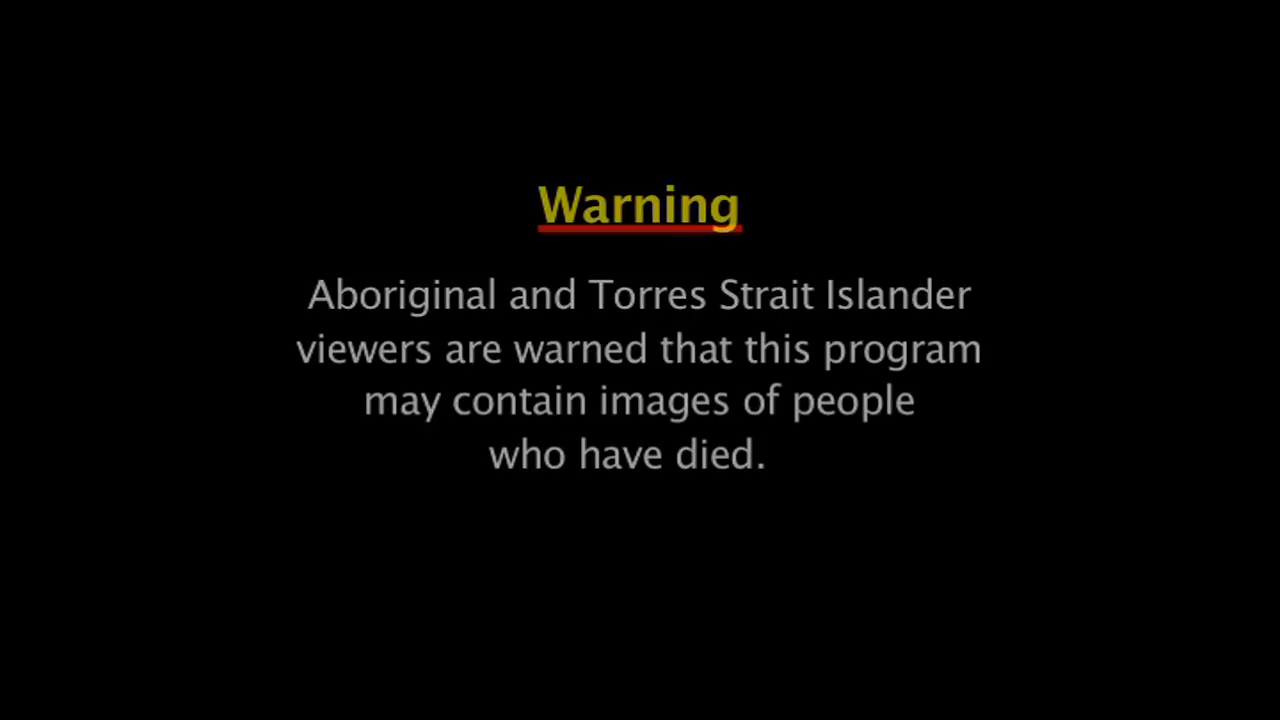 Warning
Aboriginal and Torres Strait Islander
viewers are warned that this program
may contain images of people
who have died.